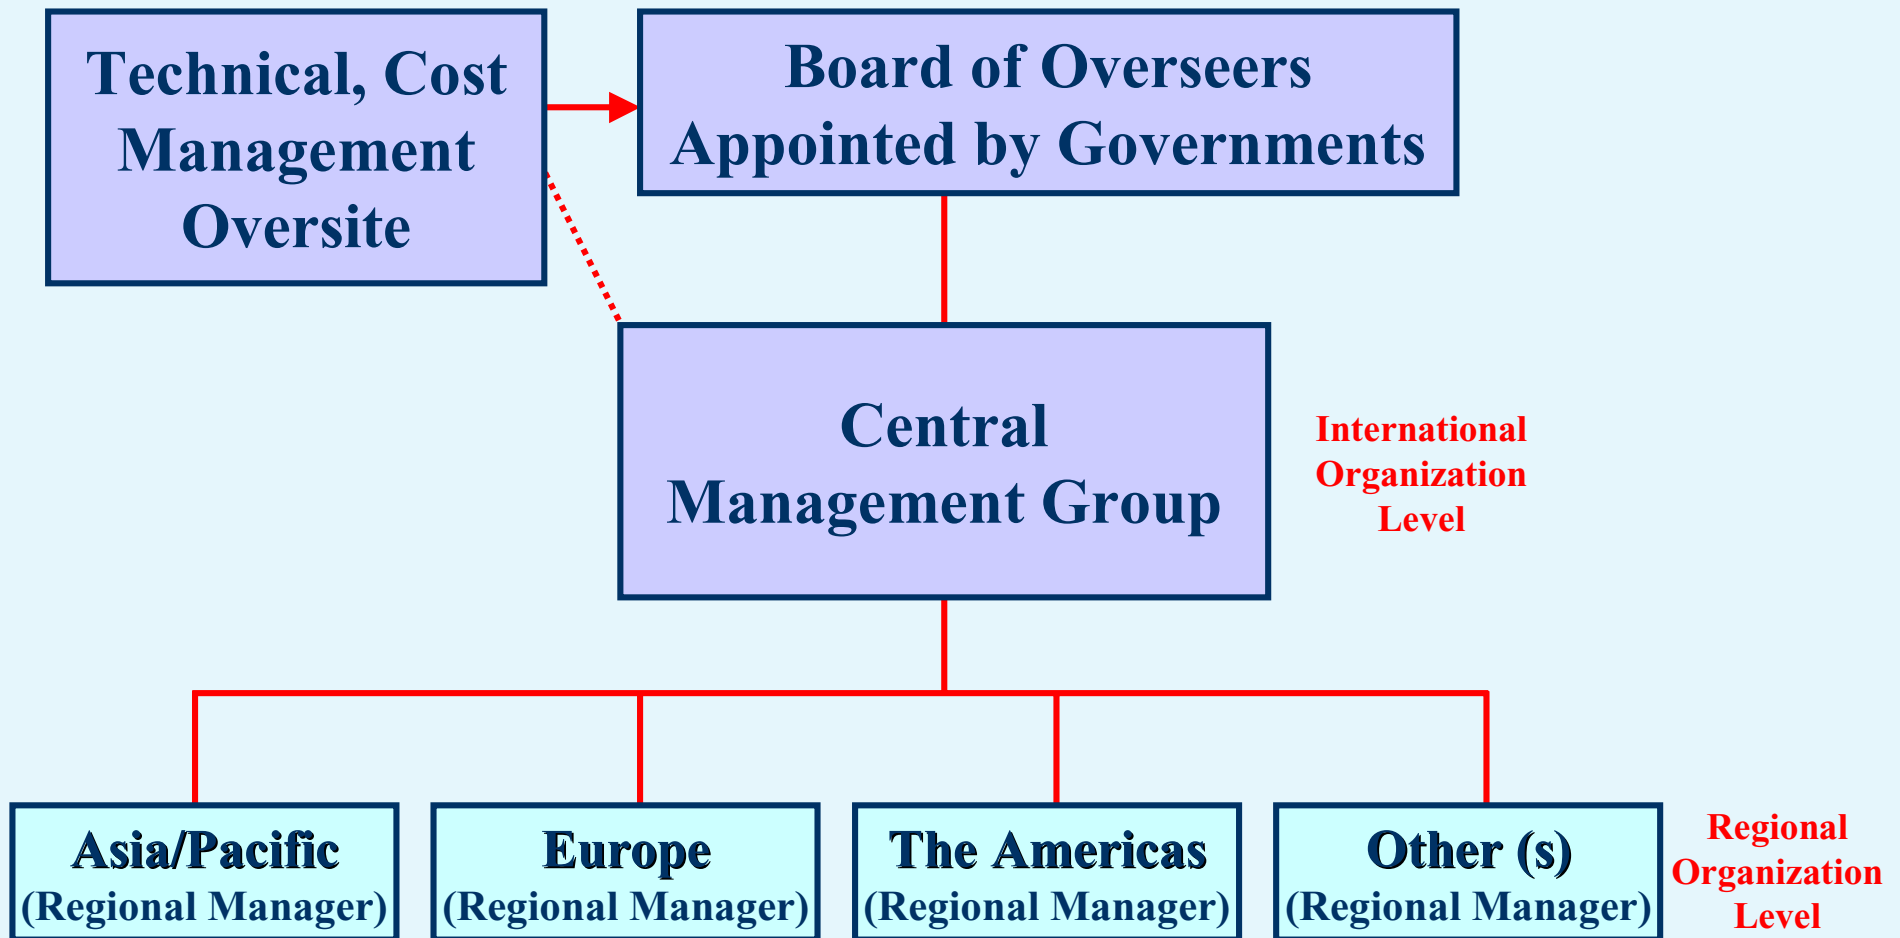 Technical, Cost
Management
Oversite
Board of Overseers
Appointed by Governments
Central
Management Group
International
Organization
Level
Asia/Pacific
(Regional Manager)
Europe
(Regional Manager)
The Americas
(Regional Manager)
Other (s)
(Regional Manager)
Regional
Organization
Level